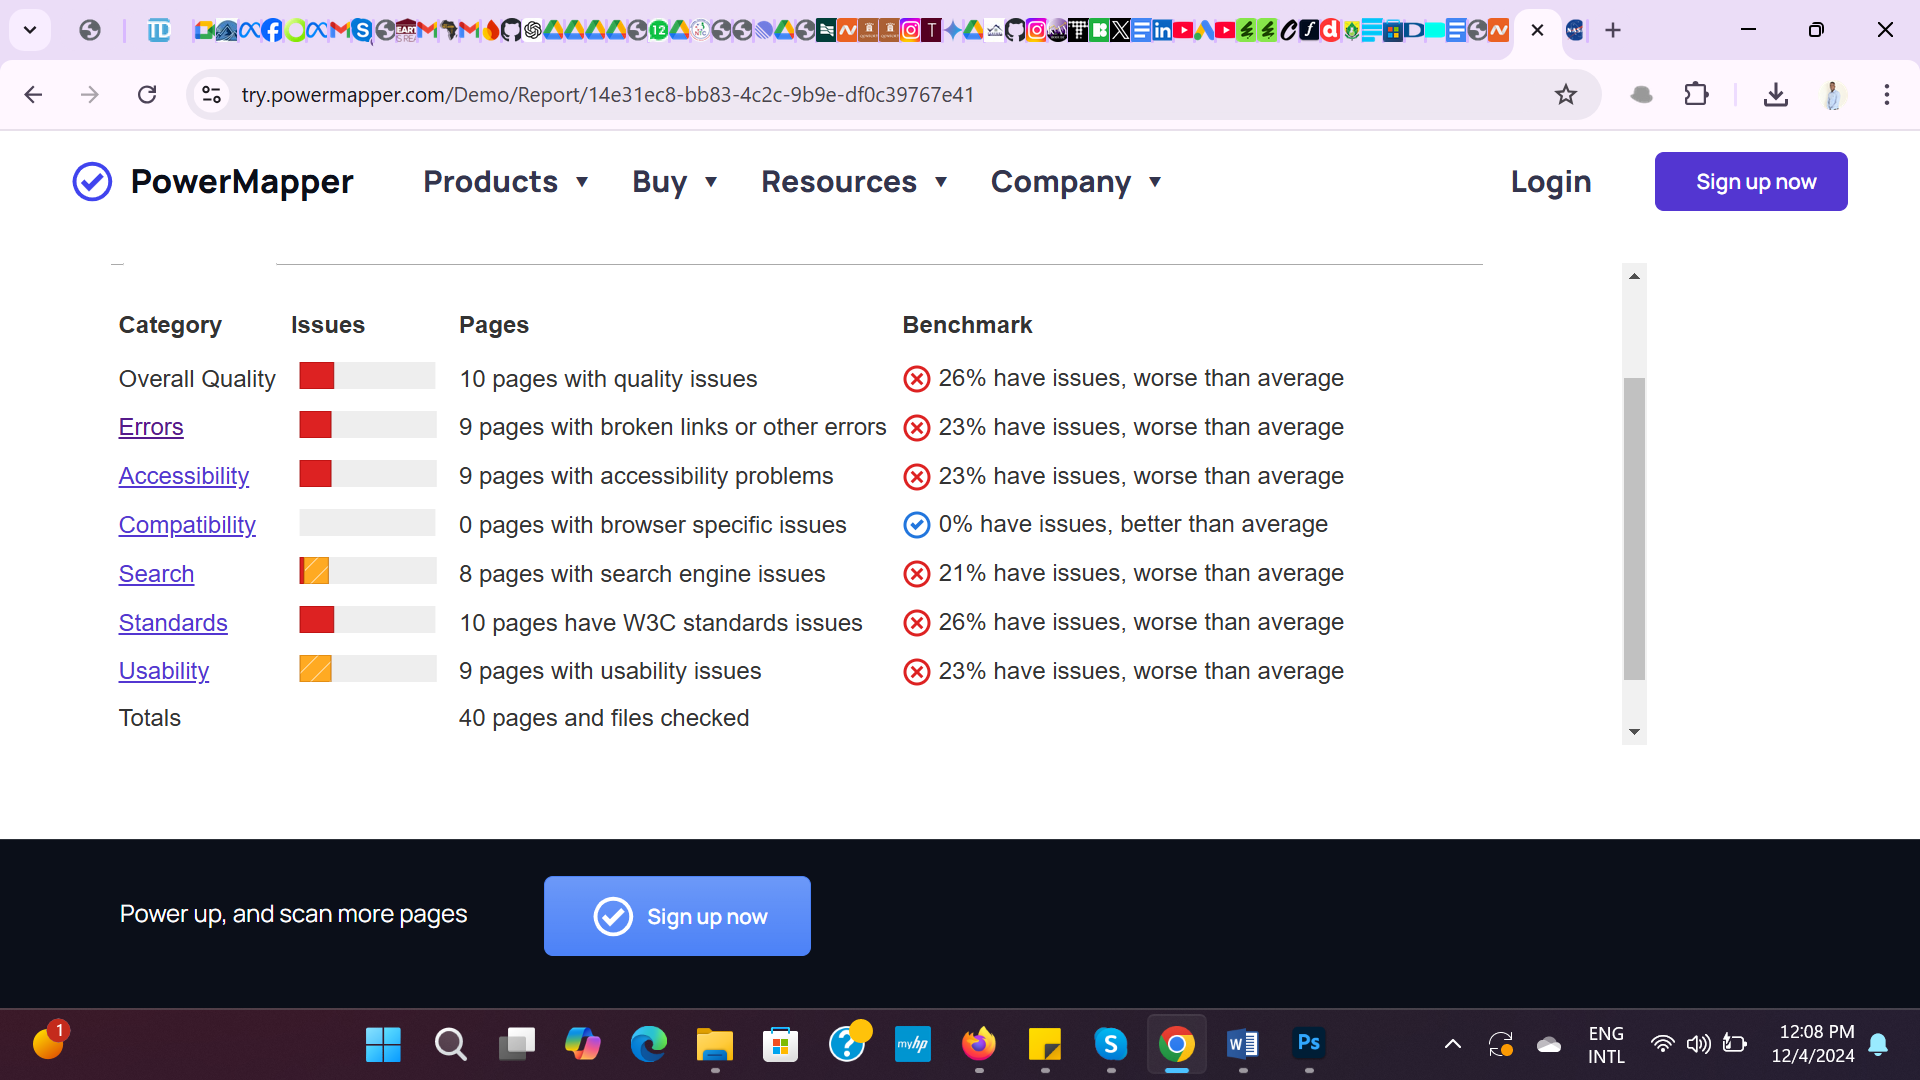 try.powermapper.com/Demo/Report/14e31ec8-bb83-4c2c-9b9e-df0c39767e41
PowerMapper
Products ▼ Buy ▼ Resources ▼ Company ▼
Login
Sign up now
Category Issues Pages Benchmark
Overall Quality 10 pages with quality issues 26% have issues, worse than average
Errors 9 pages with broken links or other errors 23% have issues, worse than average
Accessibility 9 pages with accessibility problems 23% have issues, worse than average
Compatibility 0 pages with browser specific issues 0% have issues, better than average
Search 8 pages with search engine issues 21% have issues, worse than average
Standards 10 pages have W3C standards issues 26% have issues, worse than average
Usability 9 pages with usability issues 23% have issues, worse than average
Totals 40 pages and files checked
Power up, and scan more pages
Sign up now
1
myhp
S
W
Ps
ENG
INTL
12:08 PM
12/4/2024